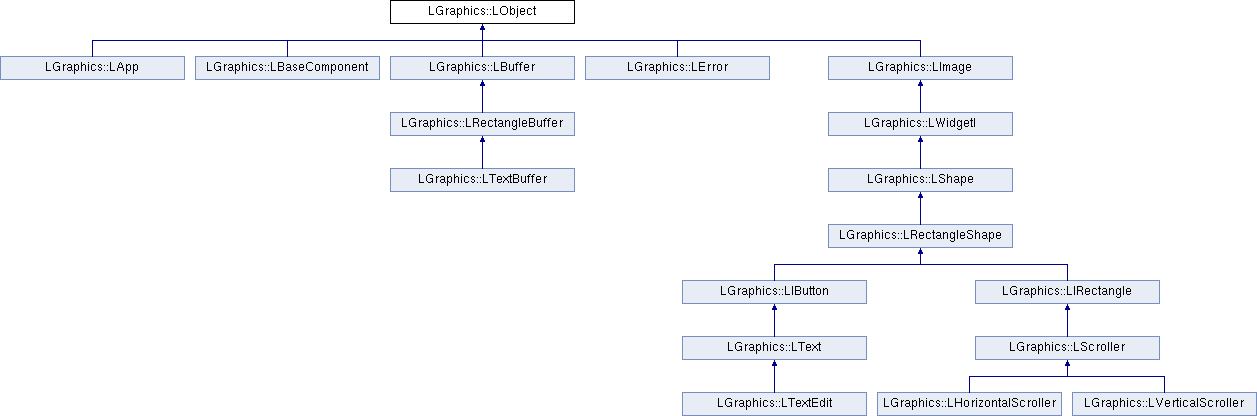 LGraphics::LObject
LGraphics::LApp
LGraphics::LBaseComponent
LGraphics::LBuffer
LGraphics::LError
LGraphics::LImage
LGraphics::LRectangleBuffer
LGraphics::LWidgetI
LGraphics::LTextBuffer
LGraphics::LShape
LGraphics::LRectangleShape
LGraphics::LIButton
LGraphics::LIRectangle
LGraphics::LText
LGraphics::LScroller
LGraphics::LTextEdit
LGraphics::LHorizontalScroller
LGraphics::LVerticalScroller